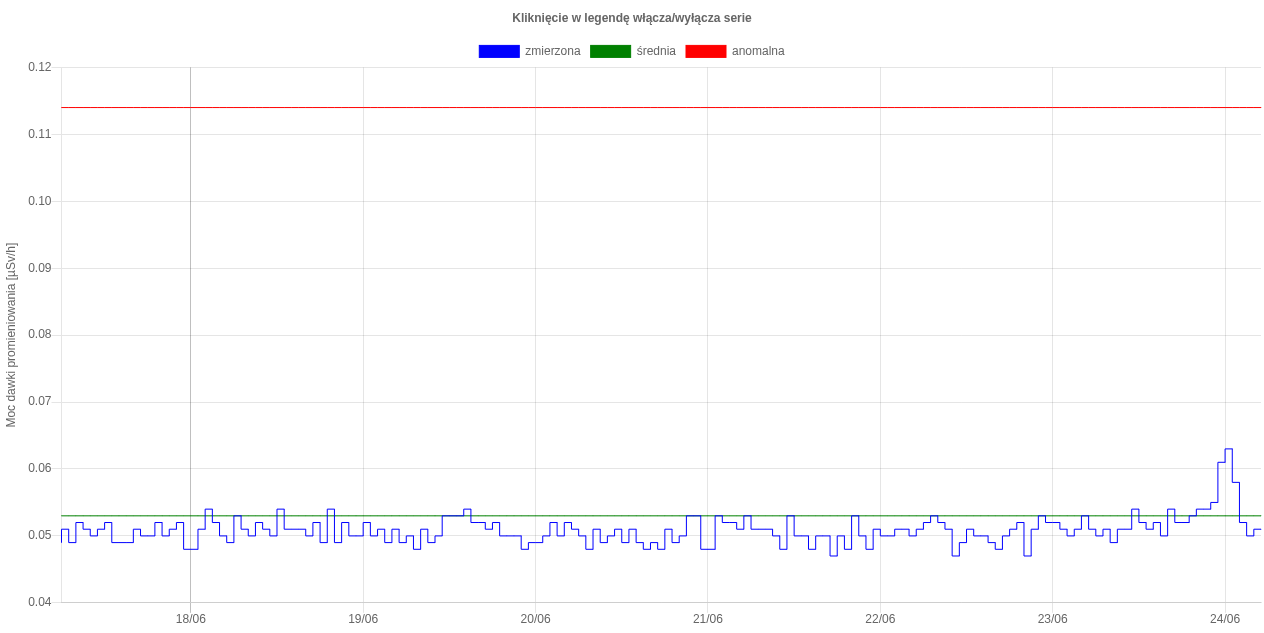 Kliknięcie w legendę włącza/wyłącza serie
zmierzona średnia anomalna
Moc dawki promieniowania [µSv/h]
0.12
0.11
0.10
0.09
0.08
0.07
0.06
0.05
0.04
18/06 19/06 20/06 21/06 22/06 23/06 24/06